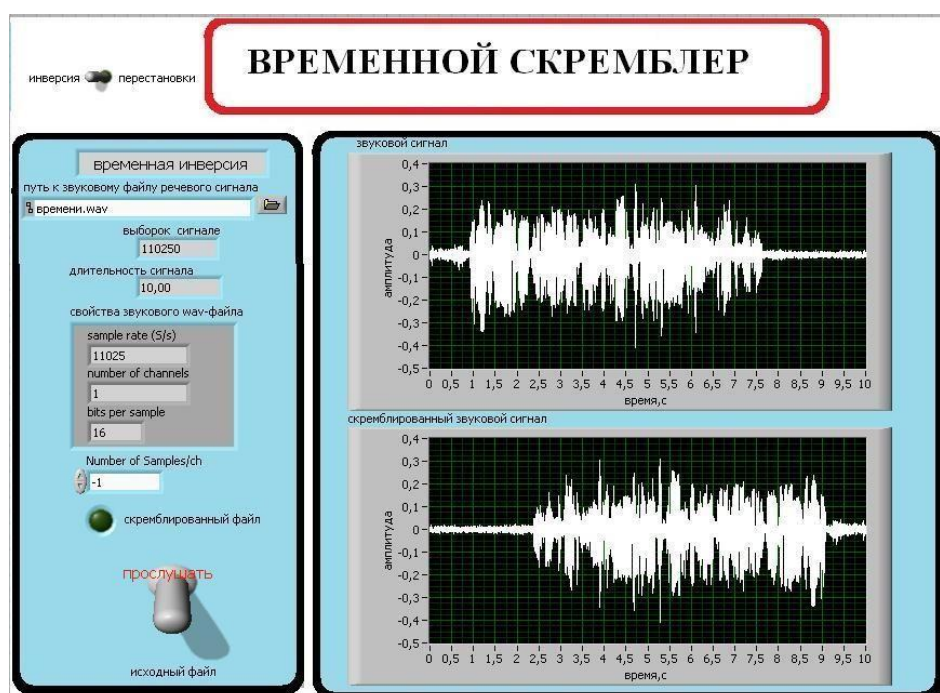 ВРЕМЕННОЙ СКРЕМБЛЕР
инверсия перестановки
временная инверсия
путь к звуковому файлу речевого сигнала
времени.wav
выборок сигнале
110250
длительность сигнала
10,00
свойства звукового wav-файла
sample rate (S/s)
11025
number of channels
1
bits per sample
16
Number of Samples/ch
-1
скремблированный файл
прослушать
исходный файл
звуковой сигнал
0,4
0,3
0,2
0,1
0
-0,1
-0,2
-0,3
-0,4
-0,5
амплитуда
0 0,5 1 1,5 2 2,5 3 3,5 4 4,5 5 5,5 6 6,5 7 7,5 8 8,5 9 9,5 10
время,с
скремблированный звуковой сигнал
0,4
0,3
0,2
0,1
0
-0,1
-0,2
-0,3
-0,4
-0,5
амплитуда
0 0,5 1 1,5 2 2,5 3 3,5 4 4,5 5 5,5 6 6,5 7 7,5 8 8,5 9 9,5 10
время,с